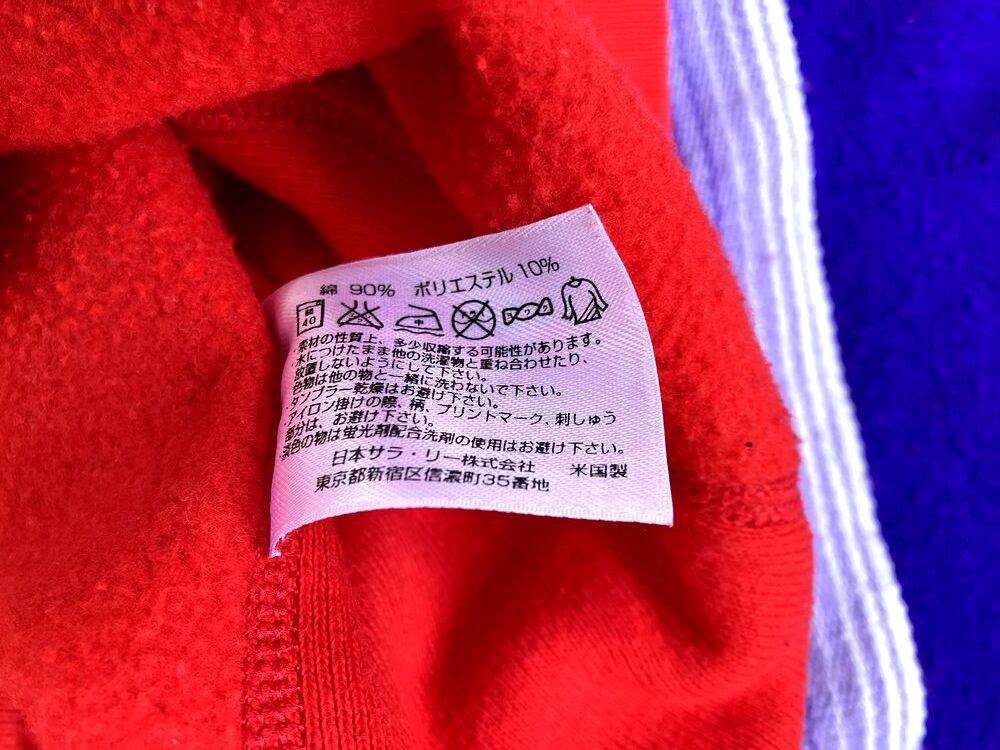 綿 90% ポリエステル 10%
弱
40
中
・素材の性質上、多少収縮する可能性があります。
・水につけたまま他の洗濯物と重ね合わせたり、
放置しないようにして下さい。
・色物は他の物と一緒に洗わないで下さい。
・タンブラー乾燥はお避け下さい。
・アイロン掛けの際、柄、プリントマーク、刺しゅう
部分は、お避け下さい。
・淡色の物は蛍光剤配合洗剤の使用はお避け下さい。
日本サラ・リー株式会社 米国製
東京都新宿区信濃町35番地